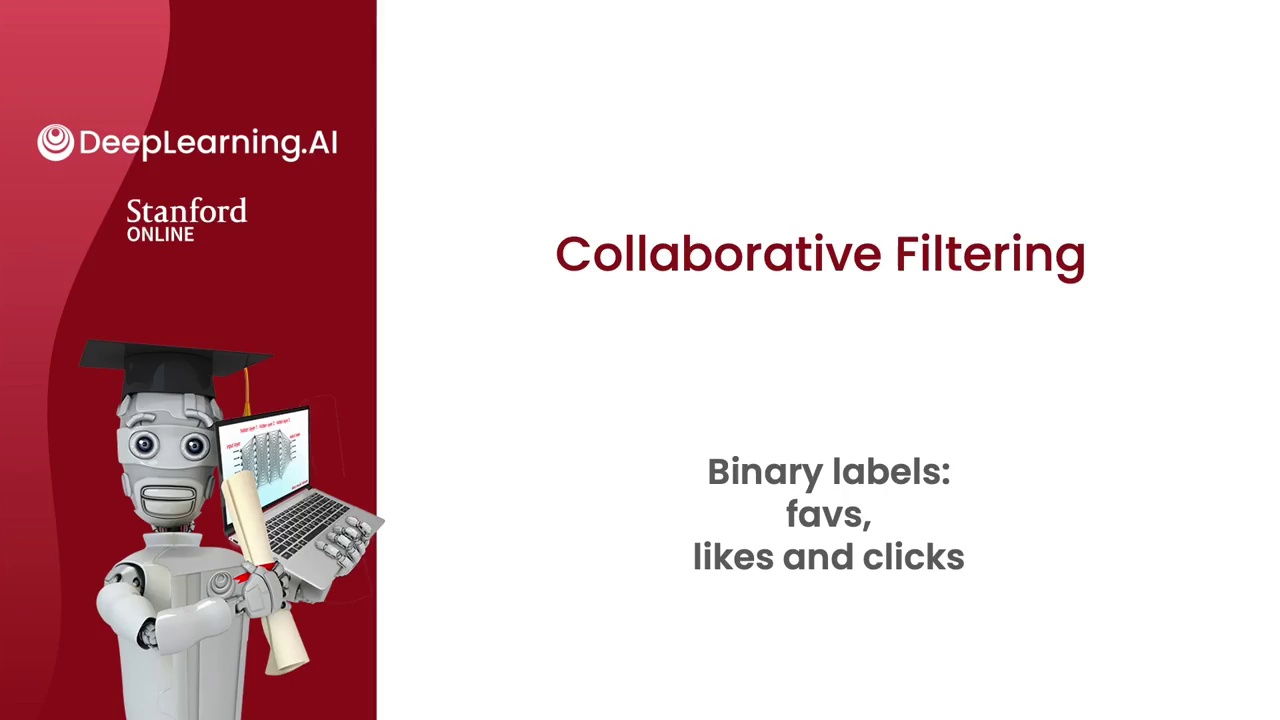 DeepLearning.AI
Stanford
ONLINE
Collaborative Filtering
Binary labels:
favs,
likes and clicks